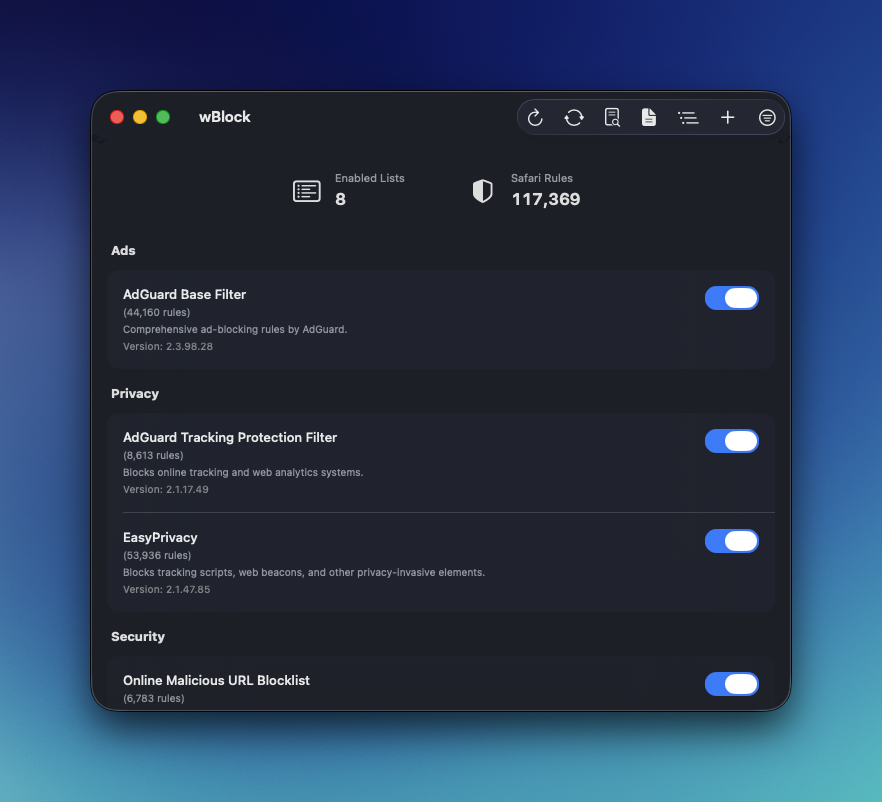 wBlock
Enabled Lists
8
Safari Rules
117,369
Ads
AdGuard Base Filter
(44,160 rules)
Comprehensive ad-blocking rules by AdGuard.
Version: 2.3.98.28
Privacy
AdGuard Tracking Protection Filter
(8,613 rules)
Blocks online tracking and web analytics systems.
Version: 2.1.17.49
EasyPrivacy
(53,936 rules)
Blocks tracking scripts, web beacons, and other privacy-invasive elements.
Version: 2.1.47.85
Security
Online Malicious URL Blocklist
(6,783 rules)